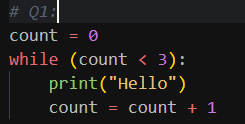 # Q1:
count = 0
while (count < 3):
    print("Hello")
    count = count + 1